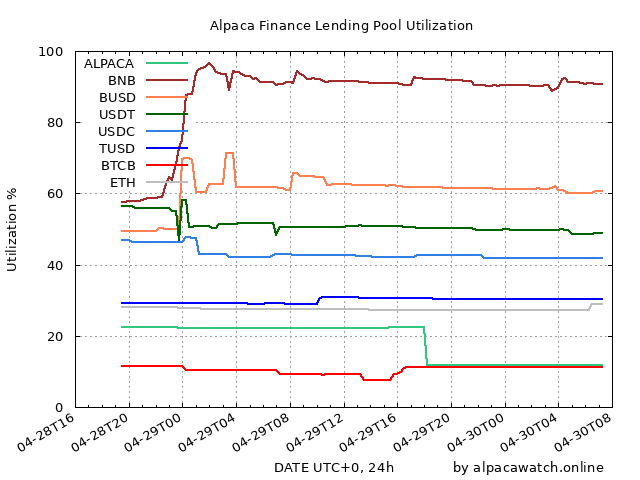 Alpaca Finance Lending Pool Utilization
100
80
60
40
20
0
Utilization %
ALPACA
BNB
BUSD
USDT
USDC
TUSD
BTCB
ETH
04-28T16
04-28T20
04-29T00
04-29T04
04-29T08
04-29T12
04-29T16
04-29T20
04-30T00
04-30T04
04-30T08
DATE UTC+0, 24h
by alpacawatch.online